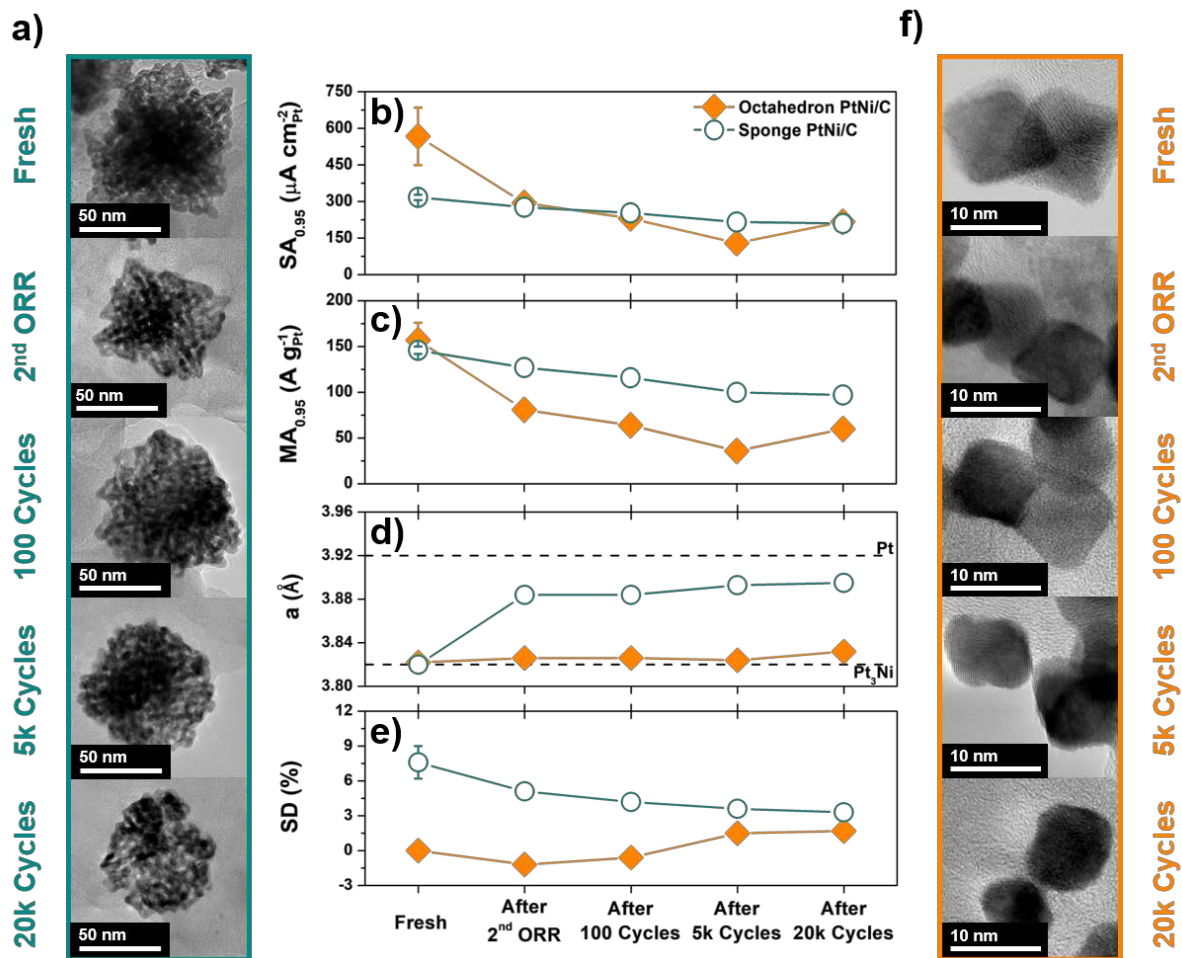 a)
Fresh
50 nm
2nd ORR
50 nm
100 Cycles
50 nm
5k Cycles
50 nm
20k Cycles
50 nm
b)
Octahedron PtNi/C
Sponge PtNi/C
SA0.95 (µA cm-2Pt)
750
600
450
300
150
0
c)
MA0.95 (A g-1Pt)
200
150
100
50
0
d)
a (Å)
3.96
3.92
3.88
3.84
3.80
Pt
Pt3Ni
e)
SD (%)
12
9
6
3
0
-3
Fresh
After
2nd ORR
After
100 Cycles
After
5k Cycles
After
20k Cycles
f)
Fresh
10 nm
2nd ORR
10 nm
100 Cycles
10 nm
5k Cycles
10 nm
20k Cycles
10 nm